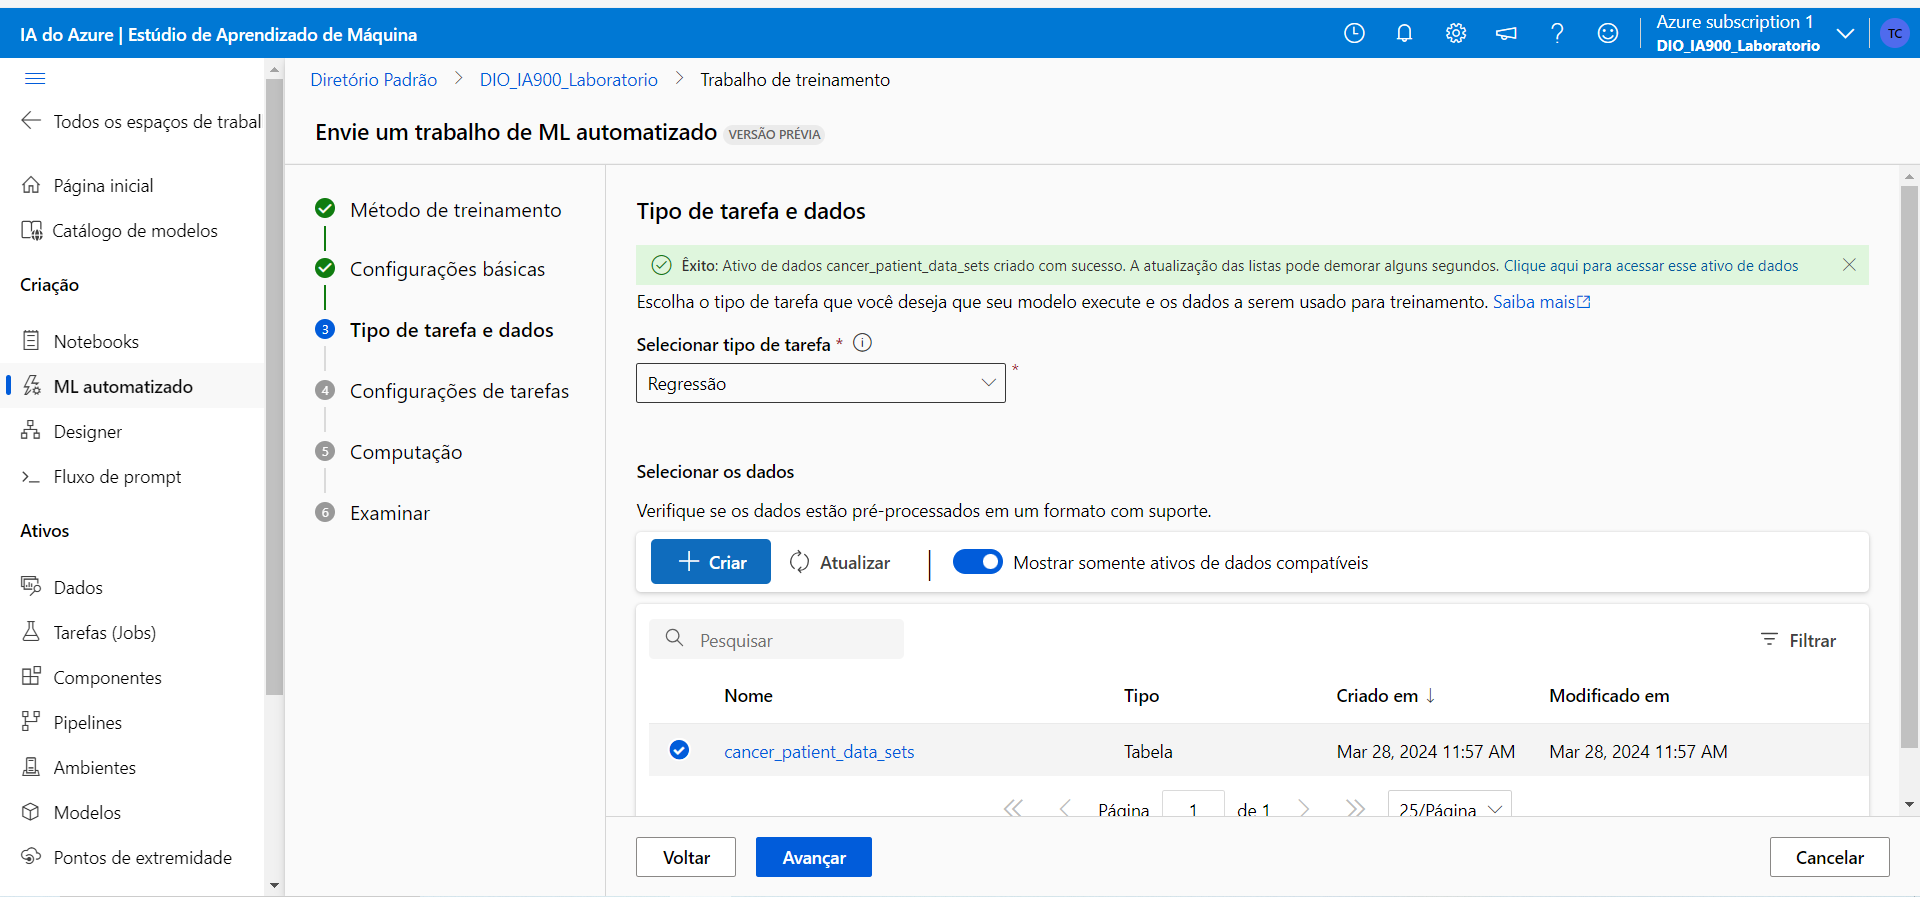 IA do Azure | Estúdio de Aprendizado de Máquina
Azure subscription 1
DIO_IA900_Laboratorio
TC
Todos os espaços de trabal
Página inicial
Catálogo de modelos
Criação
Notebooks
ML automatizado
Designer
Fluxo de prompt
Ativos
Dados
Tarefas (Jobs)
Componentes
Pipelines
Ambientes
Modelos
Pontos de extremidade
Diretório Padrão > DIO_IA900_Laboratorio > Trabalho de treinamento
Envie um trabalho de ML automatizado VERSÃO PRÉVIA
Método de treinamento
Configurações básicas
3 Tipo de tarefa e dados
4 Configurações de tarefas
5 Computação
6 Examinar
Tipo de tarefa e dados
Êxito: Ativo de dados cancer_patient_data_sets criado com sucesso. A atualização das listas pode demorar alguns segundos. Clique aqui para acessar esse ativo de dados
Escolha o tipo de tarefa que você deseja que seu modelo execute e os dados a serem usado para treinamento. Saiba mais
Selecionar tipo de tarefa *
Regressão *
Selecionar os dados
Verifique se os dados estão pré-processados em um formato com suporte.
Criar Atualizar | Mostrar somente ativos de dados compatíveis
Pesquisar Filtrar
Nome Tipo Criado em ↓ Modificado em
cancer_patient_data_sets Tabela Mar 28, 2024 11:57 AM Mar 28, 2024 11:57 AM
Página 1 de 1 25/Página
Voltar Avançar Cancelar